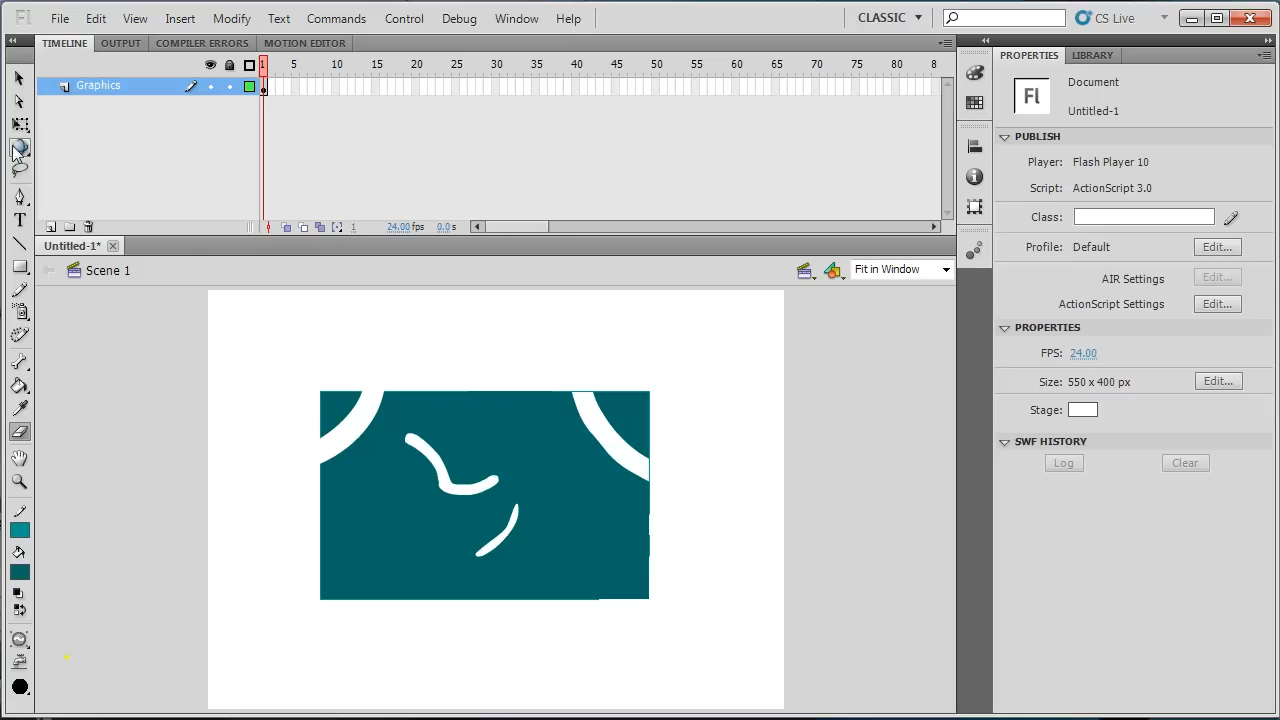 Fl File Edit View Insert Modify Text Commands Control Debug Window Help CLASSIC CS Live
TIMELINE OUTPUT COMPILER ERRORS MOTION EDITOR
1 10 15 20 25 30 35 40 45 50 55 60 65 70 75 80 8
Graphics
1 24.00 fps 0.0 s
Untitled-1*
Scene 1 Fit in Window
T
PROPERTIES LIBRARY
Fl
Document
Untitled-1
PUBLISH
Player: Flash Player 10
Script: ActionScript 3.0
Class:
Profile: Default Edit...
AIR Settings Edit...
ActionScript Settings Edit...
PROPERTIES
FPS: 24.00
Size: 550 x 400 px Edit...
Stage:
SWF HISTORY
Log Clear